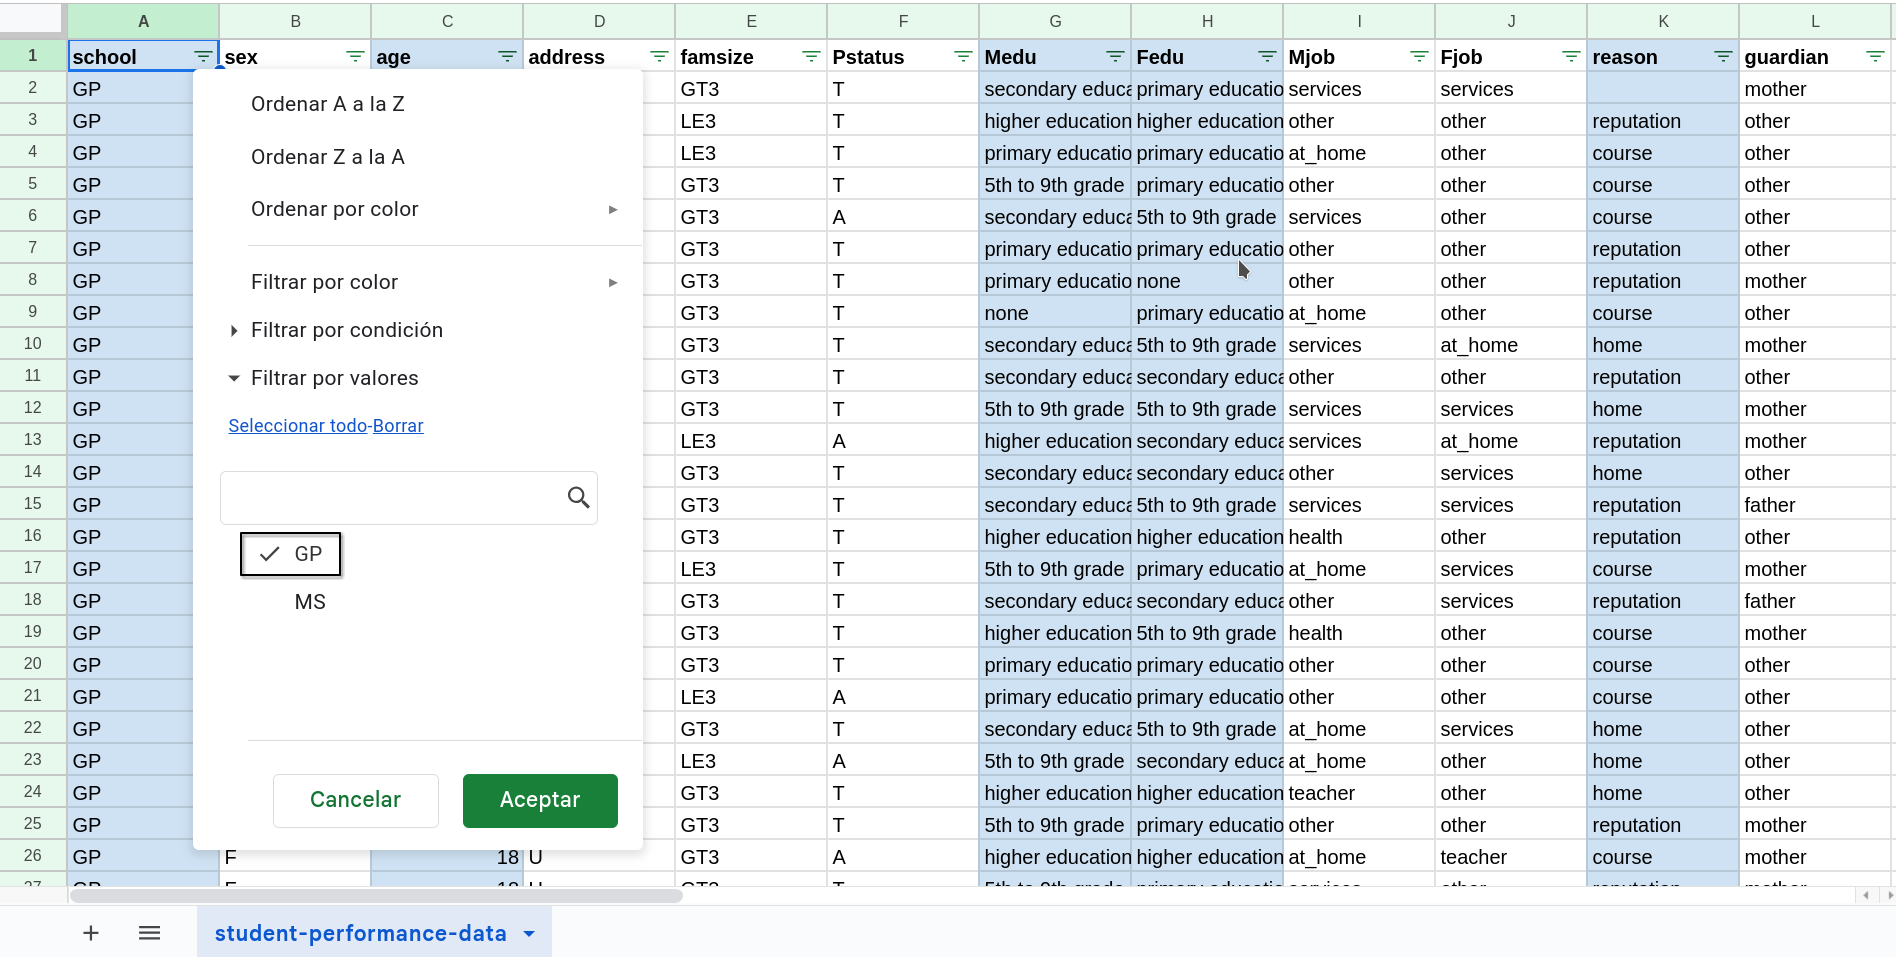 A B C D E F G H I J K L
1 school sex age address famsize Pstatus Medu Fedu Mjob Fjob reason guardian
2 GP GT3 T secondary educa primary educatio services services mother
3 GP LE3 T higher education higher education other other reputation other
4 GP LE3 T primary educatio primary educatio at_home other course other
5 GP GT3 T 5th to 9th grade primary educatio other other course other
6 GP GT3 A secondary educa 5th to 9th grade services other course other
7 GP GT3 T primary educatio primary educatio other other reputation other
8 GP GT3 T primary educatio none other other reputation mother
9 GP GT3 T none primary educatio at_home other course other
10 GP GT3 T secondary educa 5th to 9th grade services at_home home mother
11 GP GT3 T secondary educa secondary educa other other reputation other
12 GP GT3 T 5th to 9th grade 5th to 9th grade services services home mother
13 GP LE3 A higher education secondary educa services at_home reputation mother
14 GP GT3 T secondary educa secondary educa other services home other
15 GP GT3 T secondary educa 5th to 9th grade services services reputation father
16 GP GT3 T higher education higher education health other reputation other
17 GP LE3 T 5th to 9th grade primary educatio at_home services course mother
18 GP GT3 T secondary educa secondary educa other services reputation father
19 GP GT3 T higher education 5th to 9th grade health other course mother
20 GP GT3 T primary educatio primary educatio other other course other
21 GP LE3 A primary educatio primary educatio other other course other
22 GP GT3 T secondary educa 5th to 9th grade at_home services home other
23 GP LE3 A 5th to 9th grade secondary educa at_home other home other
24 GP GT3 T higher education higher education teacher other home other
25 GP GT3 T 5th to 9th grade primary educatio other other reputation mother
26 GP F 18 U GT3 A higher education higher education at_home teacher course mother
27 GP 18 U GT3 T 5th to 9th grade primary educatio services other reputation mother
Ordenar A a la Z
Ordenar Z a la A
Ordenar por color
Filtrar por color
Filtrar por condición
Filtrar por valores
Seleccionar todo-Borrar
GP
MS
Cancelar Aceptar
student-performance-data